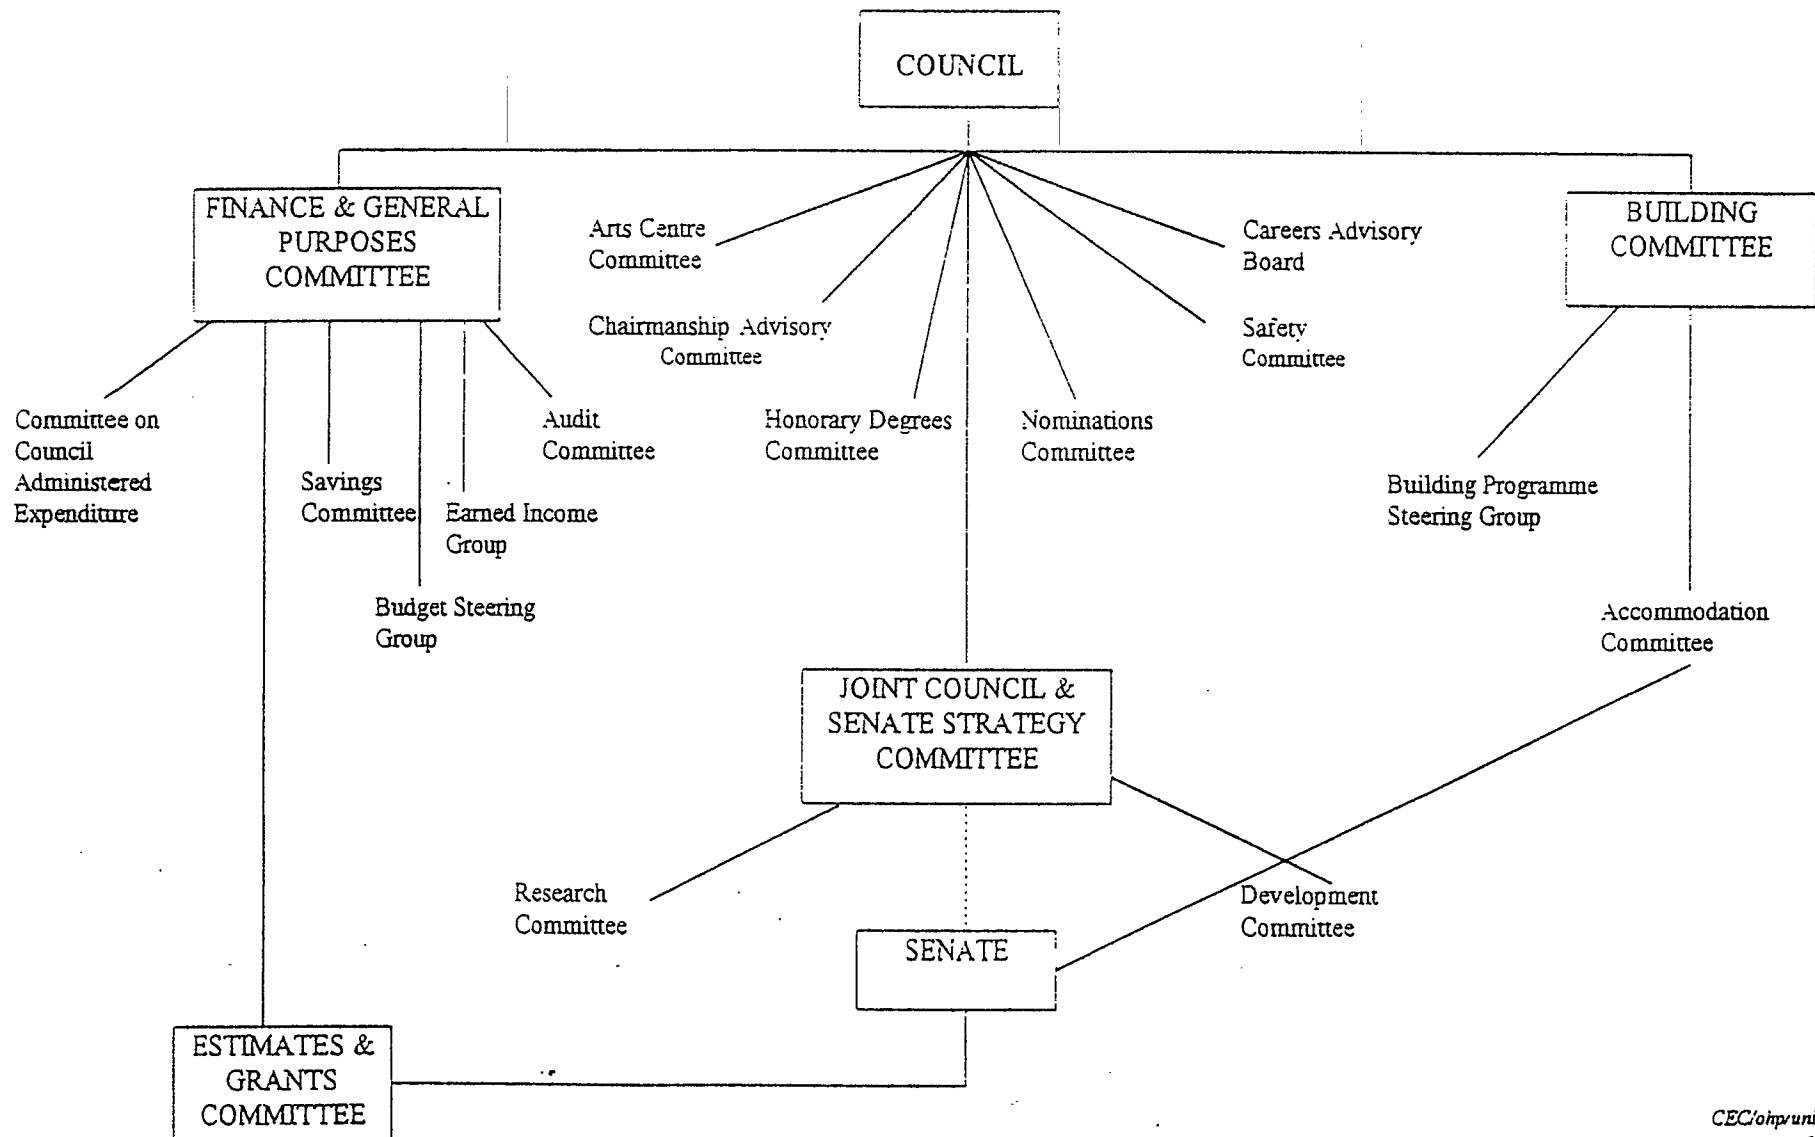 COUNCIL
FINANCE & GENERAL
PURPOSES
COMMITTEE
Arts Centre
Committee
Careers Advisory
Board
BUILDING
COMMITTEE
Chairmanship Advisory
Committee
Safety
Committee
Committee on
Council
Administered
Expenditure
Audit
Committee
Honorary Degrees
Committee
Nominations
Committee
Savings
Committee
Earned Income
Group
Building Programme
Steering Group
Budget Steering
Group
Accommodation
Committee
JOINT COUNCIL &
SENATE STRATEGY
COMMITTEE
Research
Committee
Development
Committee
SENATE
ESTIMATES &
GRANTS
COMMITTEE